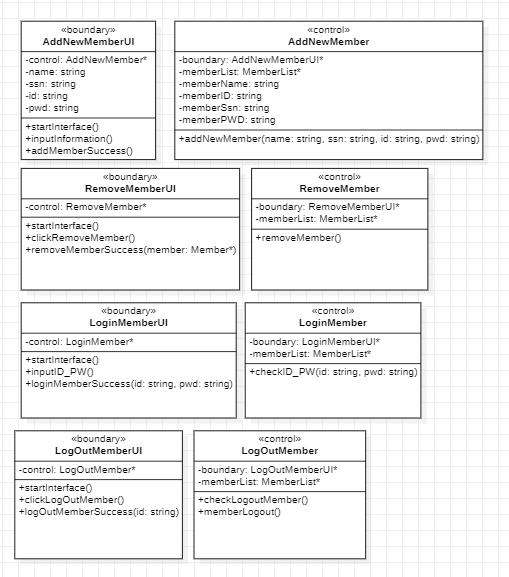 «boundary»
AddNewMemberUI
-control: AddNewMember*
-name: string
-ssn: string
-id: string
-pwd: string
+startInterface()
+inputInformation()
+addMemberSuccess()
«control»
AddNewMember
-boundary: AddNewMemberUI*
-memberList: MemberList*
-memberName: string
-memberID: string
-memberSsn: string
-memberPWD: string
+addNewMember(name: string, ssn: string, id: string, pwd: string)
«boundary»
RemoveMemberUI
-control: RemoveMember*
+startInterface()
+clickRemoveMember()
+removeMemberSuccess(member: Member*)
«control»
RemoveMember
-boundary: RemoveMemberUI*
-memberList: MemberList*
+removeMember()
«boundary»
LoginMemberUI
-control: LoginMember*
+startInterface()
+inputID_PW()
+loginMemberSuccess(id: string, pwd: string)
«control»
LoginMember
-boundary: LoginMemberUI*
-memberList: MemberList*
+checkID_PW(id: string, pwd: string)
«boundary»
LogOutMemberUI
-control: LogOutMember*
+startInterface()
+clickLogOutMember()
+logOutMemberSuccess(id: string)
«control»
LogOutMember
-boundary: LogOutMemberUI*
-memberList: MemberList*
+checkLogoutMember()
+memberLogout()